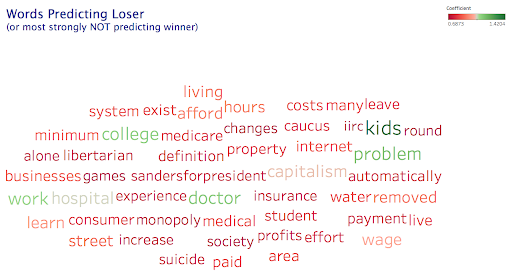 Words Predicting Loser
(or most strongly NOT predicting winner)
Coefficient
0.6873 1.4204
living
system exist afford hours costs many leave
minimum college medicare changes caucus iirc kids round
alone libertarian definition property internet problem
businesses games sandersforpresident capitalism automatically
work hospital experience doctor insurance water removed
learn consumer monopoly medical student payment live
street increase society profits effort wage
suicide paid area